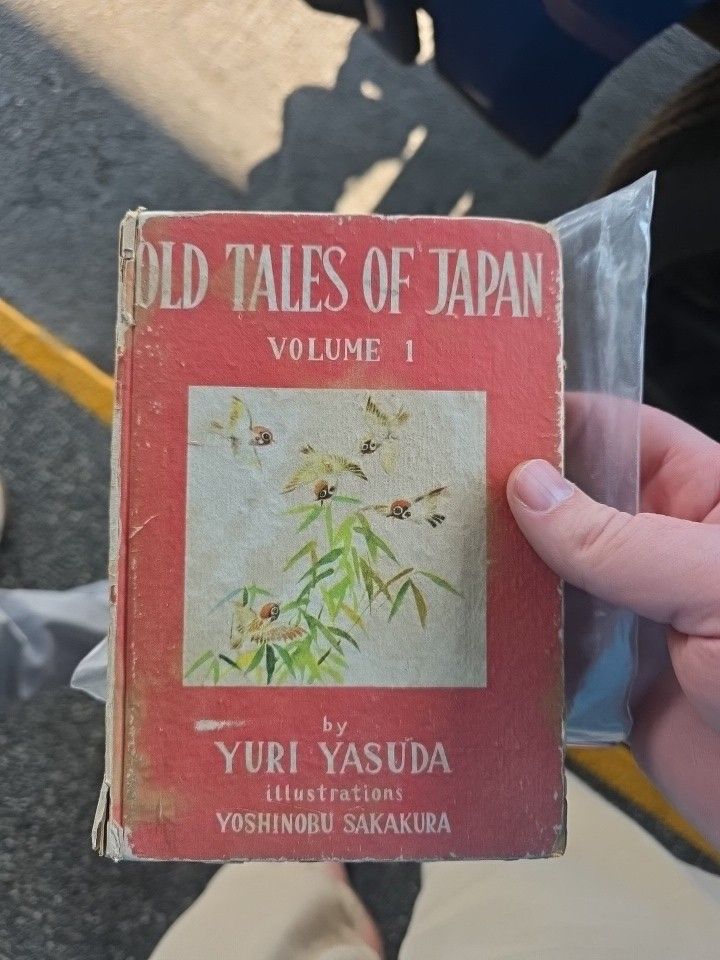 OLD TALES OF JAPAN
VOLUME 1
by
YURI YASUDA
illustrations
YOSHINOBU SAKAKURA